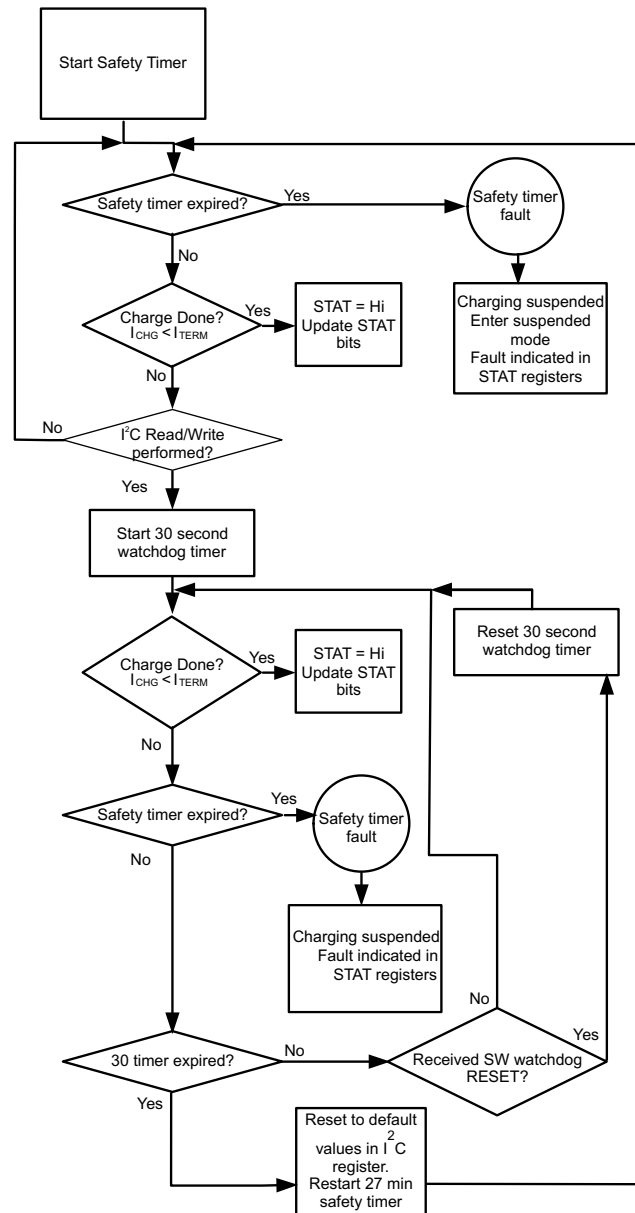 Start Safety Timer
Safety timer expired?
Yes
Safety timer
fault
No
Charge Done?
ICHG < ITERM
Yes
STAT = Hi
Update STAT
bits
Charging suspended
Enter suspended
mode
Fault indicated in
STAT registers
No
No
I²C Read/Write
performed?
Yes
Start 30 second
watchdog timer
Reset 30 second
watchdog timer
Charge Done?
ICHG < ITERM
Yes
STAT = Hi
Update STAT
bits
No
Safety timer expired?
Yes
Safety timer
fault
No
Charging suspended
Fault indicated in
STAT registers
No
Yes
30 timer expired?
No
Received SW watchdog
RESET?
Yes
Reset to default
values in I²C
register.
Restart 27 min
safety timer